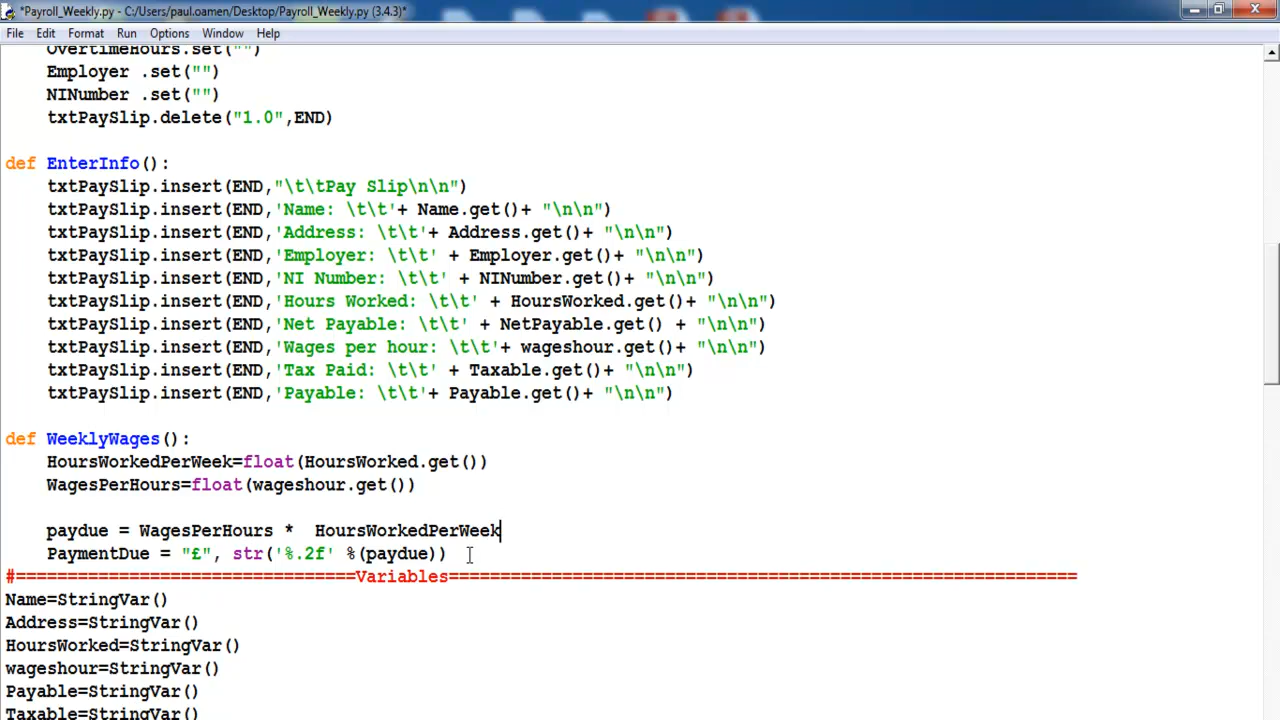 *Payroll_Weekly.py - C:/Users/paul.oamen/Desktop/Payroll_Weekly.py (3.4.3)*
File Edit Format Run Options Window Help
OvertimeHours.set("")
Employer .set("")
NINumber .set("")
txtPaySlip.delete("1.0",END)
def EnterInfo():
txtPaySlip.insert(END,"\t\tPay Slip\n\n")
txtPaySlip.insert(END,'Name: \t\t'+ Name.get()+ "\n\n")
txtPaySlip.insert(END,'Address: \t\t'+ Address.get()+ "\n\n")
txtPaySlip.insert(END,'Employer: \t\t' + Employer.get()+ "\n\n")
txtPaySlip.insert(END,'NI Number: \t\t' + NINumber.get()+ "\n\n")
txtPaySlip.insert(END,'Hours Worked: \t\t' + HoursWorked.get()+ "\n\n")
txtPaySlip.insert(END,'Net Payable: \t\t' + NetPayable.get() + "\n\n")
txtPaySlip.insert(END,'Wages per hour: \t\t'+ wageshour.get()+ "\n\n")
txtPaySlip.insert(END,'Tax Paid: \t\t' + Taxable.get()+ "\n\n")
txtPaySlip.insert(END,'Payable: \t\t'+ Payable.get()+ "\n\n")
def WeeklyWages():
HoursWorkedPerWeek=float(HoursWorked.get())
WagesPerHours=float(wageshour.get())
paydue = WagesPerHours *  HoursWorkedPerWeek
PaymentDue = "£", str('%.2f' %(paydue))
#==================================Variables=============================================================
Name=StringVar()
Address=StringVar()
HoursWorked=StringVar()
wageshour=StringVar()
Payable=StringVar()
Taxable=StringVar()